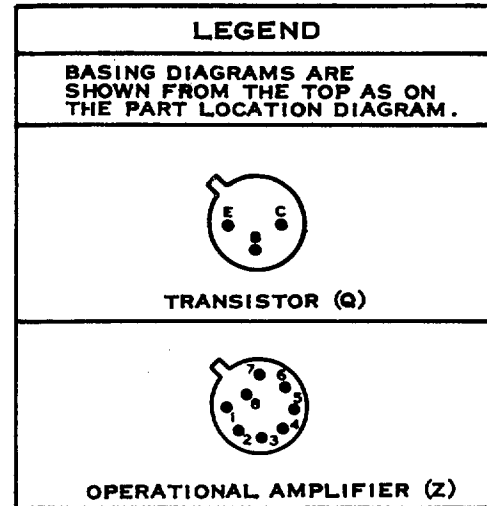 LEGEND
BASING DIAGRAMS ARE
SHOWN FROM THE TOP AS ON
THE PART LOCATION DIAGRAM.
E C
B
TRANSISTOR (Q)
7 6
8 5
1
2 3 4
OPERATIONAL AMPLIFIER (Z)